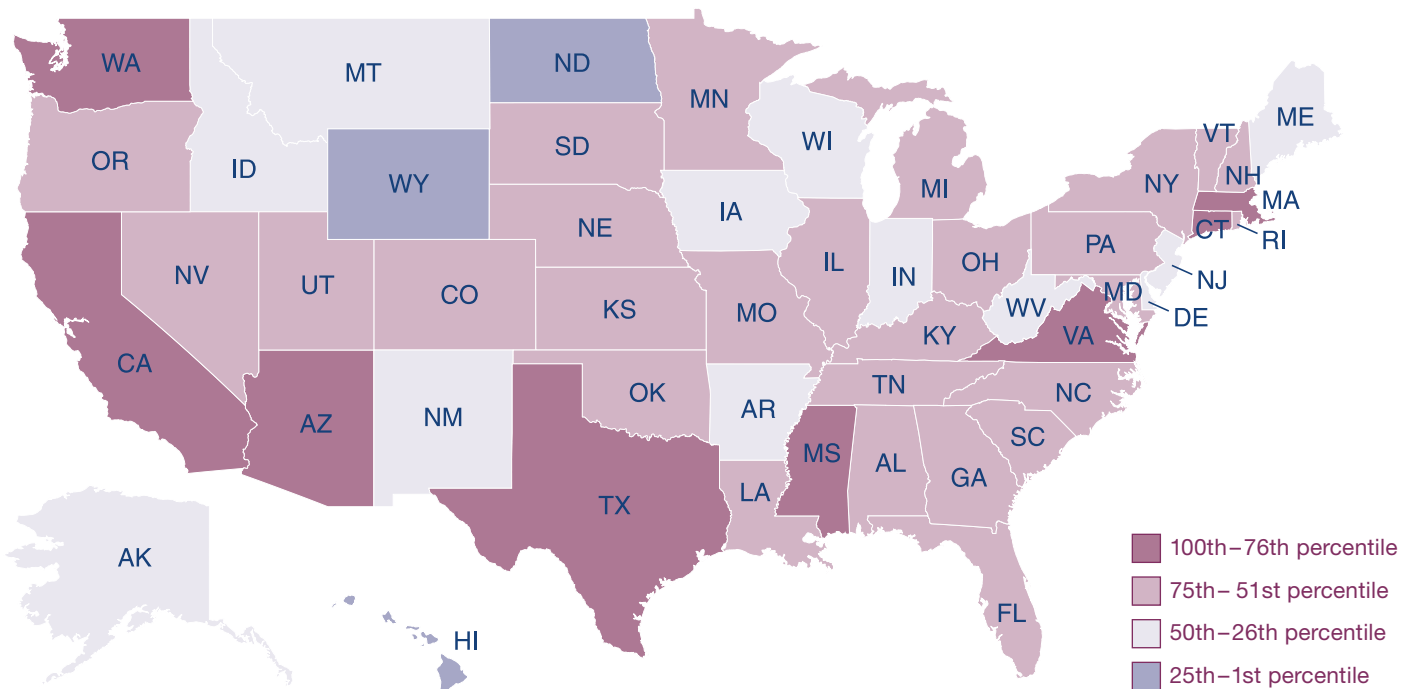 WA
MT
ND
MN
ME
OR
ID
SD
WI
VT
NH
WY
MI
NY
MA
IA
CT
RI
NE
PA
NV
UT
CO
IL
IN
OH
NJ
KS
MO
WV
MD
DE
KY
VA
CA
AZ
NM
OK
AR
TN
NC
SC
MS
AL
GA
TX
LA
AK
FL
HI
100th–76th percentile
75th–51st percentile
50th–26th percentile
25th–1st percentile